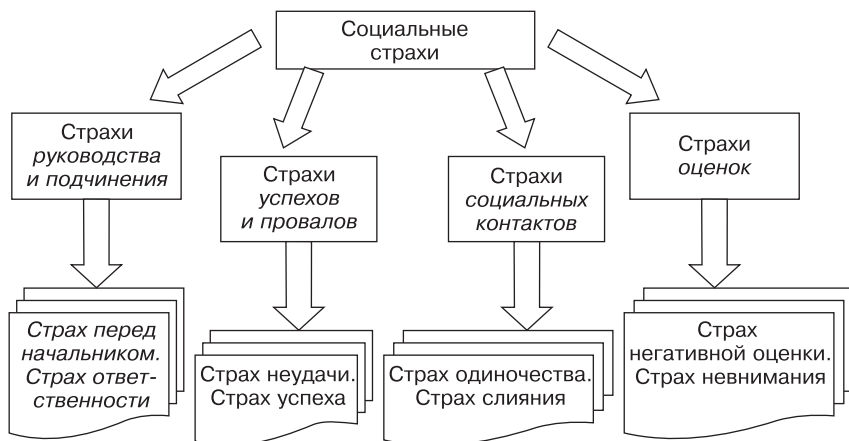 Социальные
страхи
Страхи
руководства
и подчинения
Страхи
успехов
и провалов
Страхи
социальных
контактов
Страхи
оценок
Страх перед
начальником.
Страх ответ-
ственности
Страх неудачи.
Страх успеха
Страх одиночества.
Страх слияния
Страх
негативной оценки.
Страх невнимания